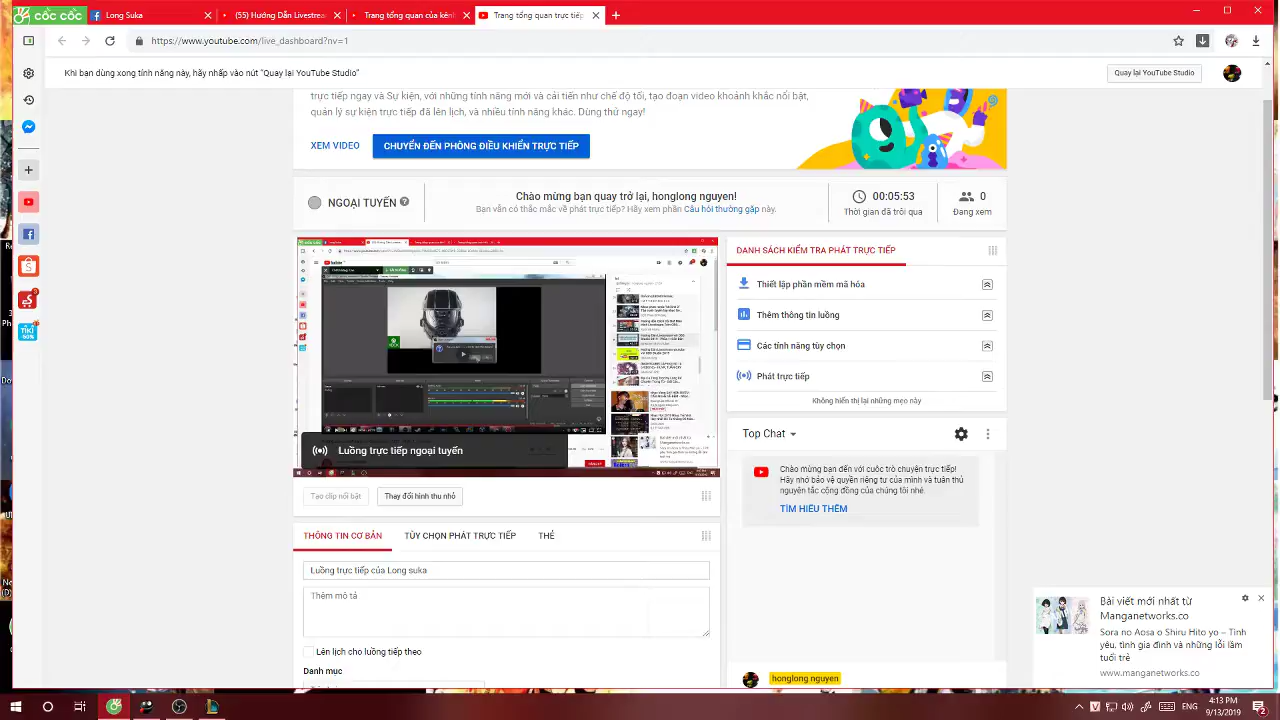 cốc cốc
Long Suka
(55) Hướng Dẫn Livestrea
Trang tổng quan của kên
Trang tổng quan trực tiếp
https://www.youtube.com/live_dashboard?nv=1
Khi bạn dùng xong tính năng này, hãy nhấp vào nút "Quay lại YouTube Studio"
Quay lại YouTube Studio
trực tiếp ngay và Sự kiện, với những tính năng mới và cải tiến như chế độ tối, tạo đoạn video khoảnh khắc nổi bật,
quản lý sự kiện trực tiếp đã lên lịch, và nhiều tính năng khác. Dùng thử ngay!
XEM VIDEO
CHUYỂN ĐẾN PHÒNG ĐIỀU KHIỂN TRỰC TIẾP
NGOẠI TUYẾN
Chào mừng bạn quay trở lại, honglong nguyen!
Bạn vẫn có thắc mắc về phát trực tiếp? Hãy xem phần Câu hỏi thường gặp này.
00:05:53
Thời gian đã trôi qua
0
Đang xem
DANH SÁCH KIỂM TRA PHÁT TRỰC TIẾP
Thiết lập phần mềm mã hóa
Thêm thông tin luồng
Các tính năng tùy chọn
Phát trực tiếp
Không hiển thị lại những mẹo này
Luồng trực tiếp ngoại tuyến
Top Chat
Chào mừng bạn đến với cuộc trò chuyện trực tiếp!
Hãy nhớ bảo vệ quyền riêng tư của mình và tuân thủ
nguyên tắc cộng đồng của chúng tôi nhé.
TÌM HIỂU THÊM
Tạo clip nổi bật
Thay đổi hình thu nhỏ
THÔNG TIN CƠ BẢN
TÙY CHỌN PHÁT TRỰC TIẾP
THẺ
Luồng trực tiếp của Long suka
Thêm mô tả
Lên lịch cho luồng tiếp theo
Danh mục
honglong nguyen
Bài viết mới nhất từ
Manganetworks.co
Sora no Aosa o Shiru Hito yo – Tình
yêu, tình gia đình và những lỗi lầm
tuổi trẻ
www.manganetworks.co
ENG
4:13 PM
9/13/2019
2